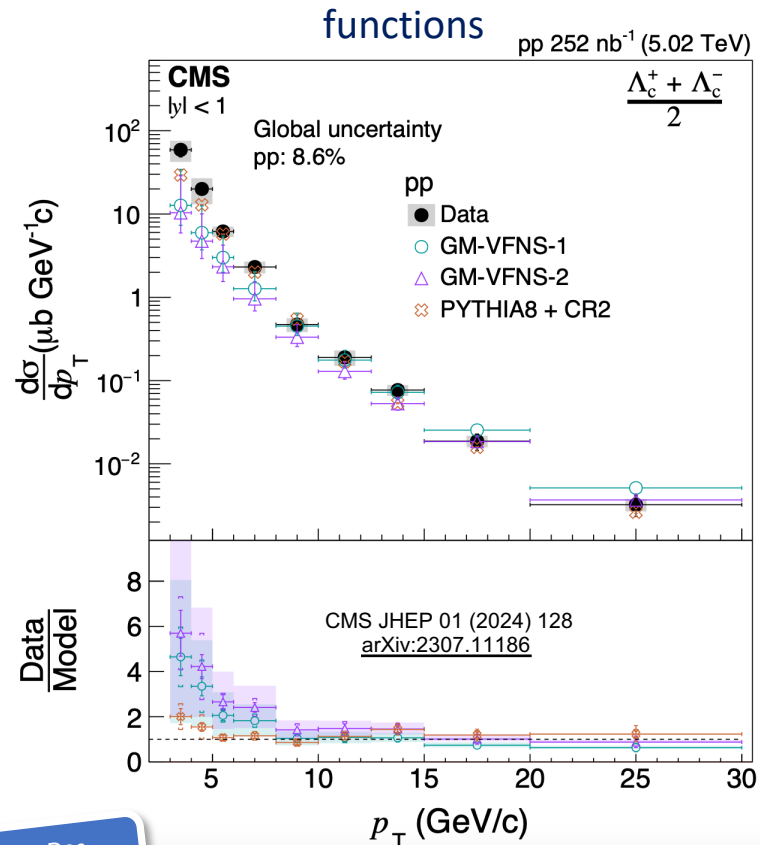 functions
pp 252 nb⁻¹ (5.02 TeV)
CMS
|y| < 1
Λc⁺ + Λc⁻
2
Global uncertainty
pp: 8.6%
pp
Data
GM-VFNS-1
GM-VFNS-2
PYTHIA8 + CR2
dσ
dpT
(μb GeV⁻¹c)
10²
10
1
10⁻¹
10⁻²
CMS JHEP 01 (2024) 128
arXiv:2307.11186
Data
Model
8
6
4
2
0
5 10 15 20 25 30
pT (GeV/c)